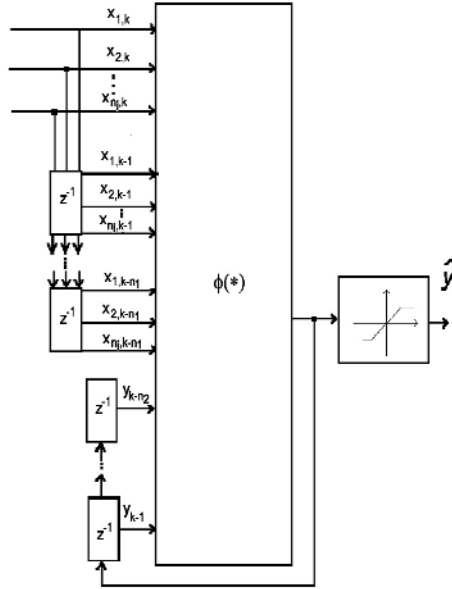 x1,k
x2,k
xni,k
x1,k-1
z-1
x2,k-1
xni,k-1
x1,k-n1
φ(*)
ŷ
z-1
x2,k-n1
xni,k-n1
z-1
yk-n2
yk-1
z-1